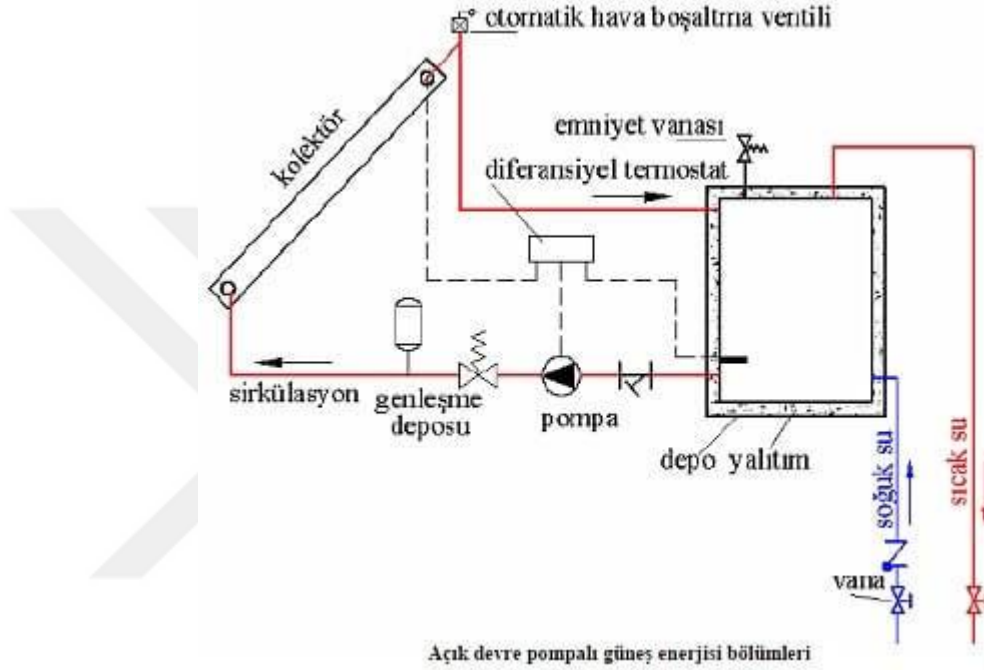 otomatik hava boşaltma ventili
kolektör
emniyet vanası
diferansiyel termostat
sirkülasyon
genleşme
deposu
pompa
depo yalıtım
soğuk su
sıcak su
vana
Açık devre pompalı güneş enerjisi bölümleri